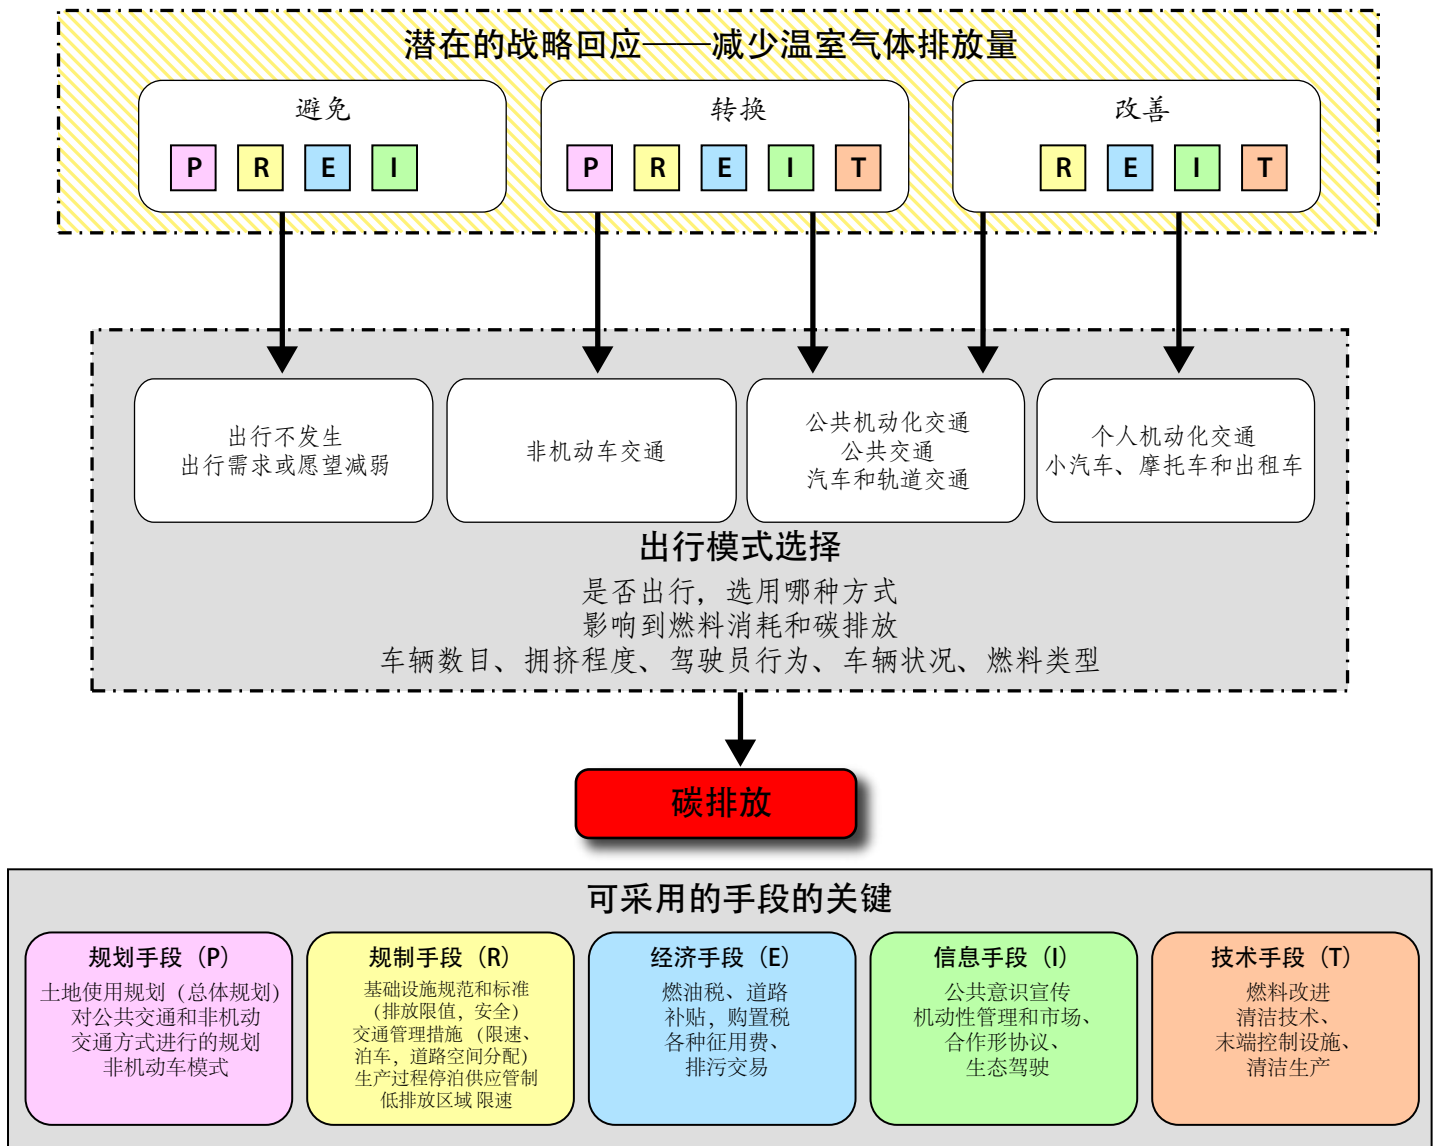 潜在的战略回应——减少温室气体排放量
避免
P R E I
转换
P R E I T
改善
R E I T
出行不发生
出行需求或愿望减弱
非机动车交通
公共机动化交通
公共交通
汽车和轨道交通
个人机动化交通
小汽车、摩托车和出租车
出行模式选择
是否出行，选用哪种方式
影响到燃料消耗和碳排放
车辆数目、拥挤程度、驾驶员行为、车辆状况、燃料类型
碳排放
可采用的手段的关键
规划手段（P）
土地使用规划（总体规划）
对公共交通和非机动
交通方式进行的规划
非机动车模式
规制手段（R）
基础设施规范和标准
（排放限值，安全）
交通管理措施（限速、
泊车，道路空间分配）
生产过程停泊供应管制
低排放区域 限速
经济手段（E）
燃油税、道路
补贴，购置税
各种征用费、
排污交易
信息手段（I）
公共意识宣传
机动性管理和市场、
合作形协议、
生态驾驶
技术手段（T）
燃料改进
清洁技术、
末端控制设施、
清洁生产